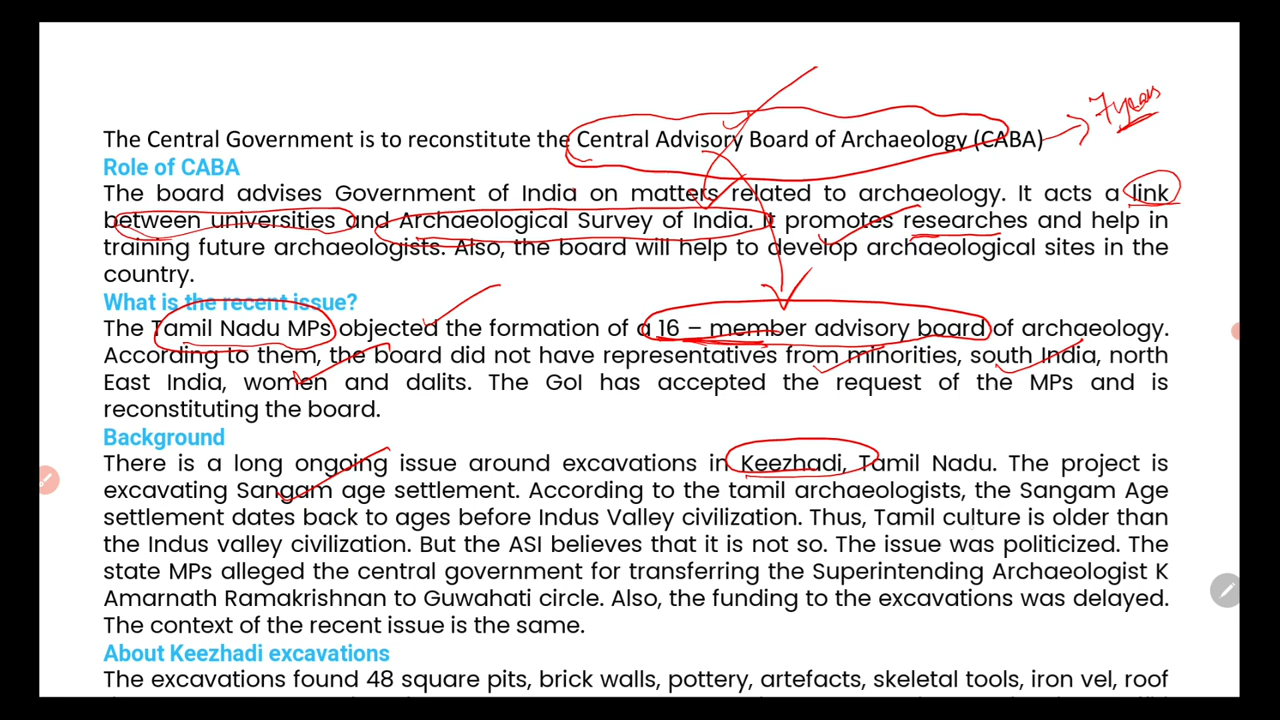 7 years
The Central Government is to reconstitute the Central Advisory Board of Archaeology (CABA)
Role of CABA
The board advises Government of India on matters related to archaeology. It acts a link
between universities and Archaeological Survey of India. It promotes researches and help in
training future archaeologists. Also, the board will help to develop archaeological sites in the
country.
What is the recent issue?
The Tamil Nadu MPs objected the formation of a 16 – member advisory board of archaeology.
According to them, the board did not have representatives from minorities, south India, north
East India, women and dalits. The GoI has accepted the request of the MPs and is
reconstituting the board.
Background
There is a long ongoing issue around excavations in Keezhadi, Tamil Nadu. The project is
excavating Sangam age settlement. According to the tamil archaeologists, the Sangam Age
settlement dates back to ages before Indus Valley civilization. Thus, Tamil culture is older than
the Indus valley civilization. But the ASI believes that it is not so. The issue was politicized. The
state MPs alleged the central government for transferring the Superintending Archaeologist K
Amarnath Ramakrishnan to Guwahati circle. Also, the funding to the excavations was delayed.
The context of the recent issue is the same.
About Keezhadi excavations
The excavations found 48 square pits, brick walls, pottery, artefacts, skeletal tools, iron vel, roof